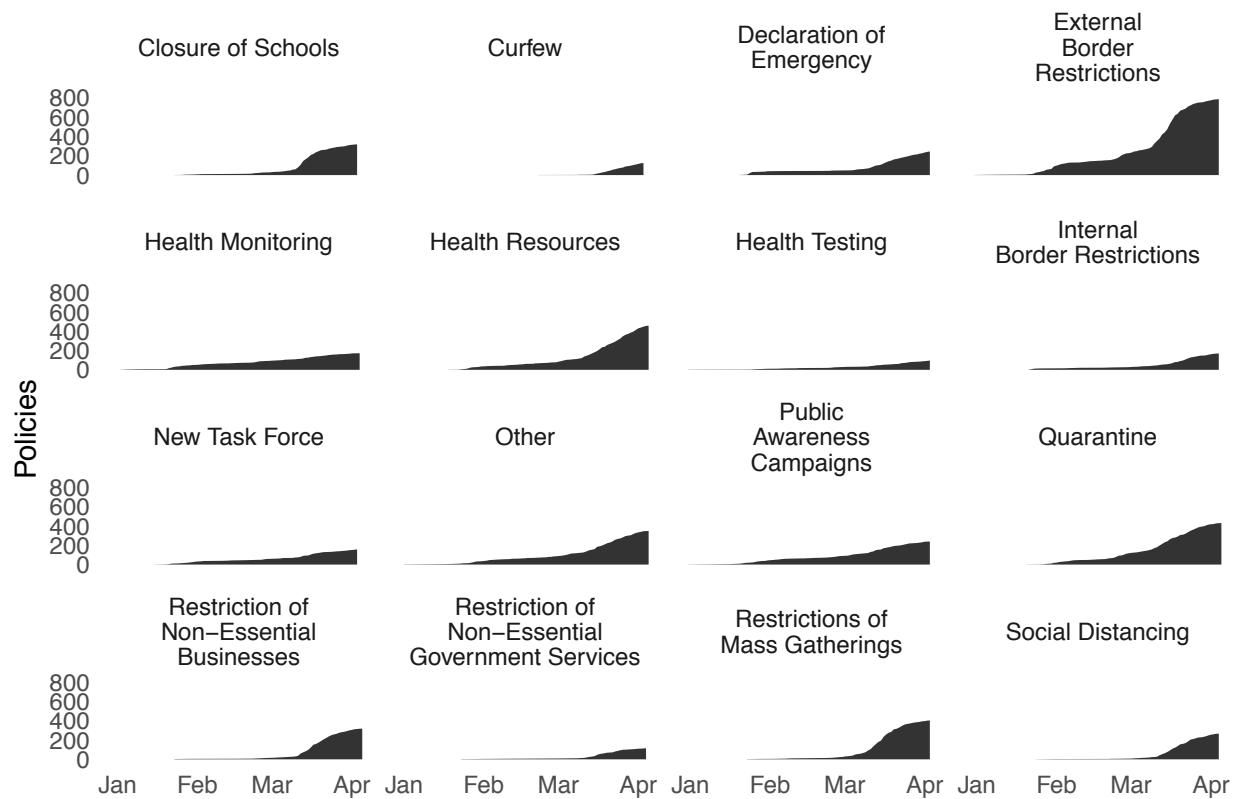 Closure of Schools
Curfew
Declaration of
Emergency
External
Border
Restrictions
800
600
400
200
0
Health Monitoring
Health Resources
Health Testing
Internal
Border Restrictions
800
600
400
200
0
Policies
New Task Force
Other
Public
Awareness
Campaigns
Quarantine
800
600
400
200
0
Restriction of
Non−Essential
Businesses
Restriction of
Non−Essential
Government Services
Restrictions of
Mass Gatherings
Social Distancing
800
600
400
200
0
Jan Feb Mar Apr Jan Feb Mar Apr Jan Feb Mar Apr Jan Feb Mar Apr